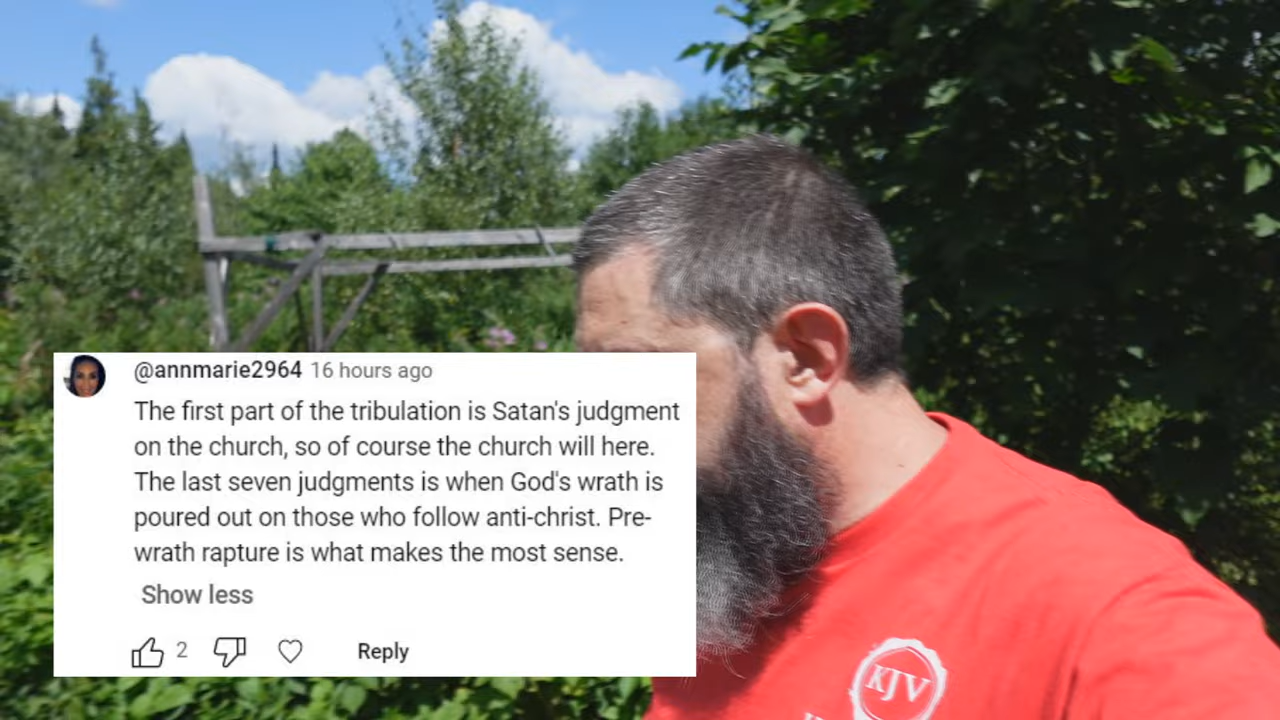 @annmarie2964 16 hours ago
The first part of the tribulation is Satan's judgment
on the church, so of course the church will here.
The last seven judgments is when God's wrath is
poured out on those who follow anti-christ. Pre-
wrath rapture is what makes the most sense.
Show less
2
Reply
KJV